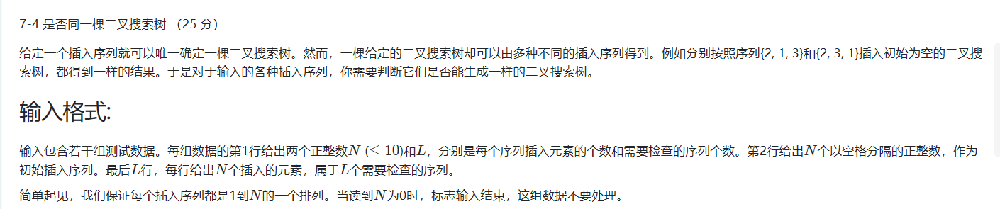 7-4 是否同一棵二叉搜索树 （25 分）
给定一个插入序列就可以唯一确定一棵二叉搜索树。然而，一棵给定的二叉搜索树却可以由多种不同的插入序列得到。例如分别按照序列{2, 1, 3}和{2, 3, 1}插入初始为空的二叉搜
索树，都得到一样的结果。于是对于输入的各种插入序列，你需要判断它们是否能生成一样的二叉搜索树。
输入格式:
输入包含若干组测试数据。每组数据的第1行给出两个正整数N (≤ 10)和L，分别是每个序列插入元素的个数和需要检查的序列个数。第2行给出N个以空格分隔的正整数，作为
初始插入序列。最后L行，每行给出N个插入的元素，属于L个需要检查的序列。
简单起见，我们保证每个插入序列都是1到N的一个排列。当读到N为0时，标志输入结束，这组数据不要处理。